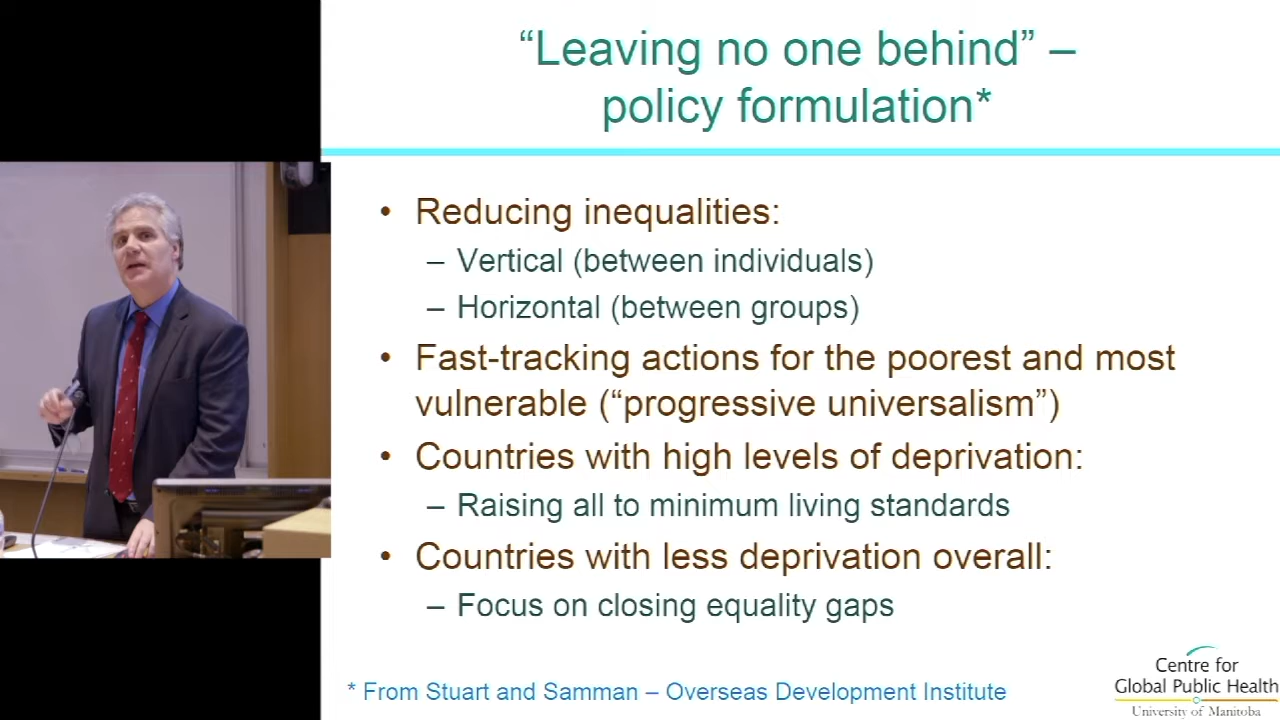 “Leaving no one behind” –
policy formulation*
• Reducing inequalities:
– Vertical (between individuals)
– Horizontal (between groups)
• Fast-tracking actions for the poorest and most
vulnerable (“progressive universalism”)
• Countries with high levels of deprivation:
– Raising all to minimum living standards
• Countries with less deprivation overall:
– Focus on closing equality gaps
* From Stuart and Samman – Overseas Development Institute
Centre for
Global Public Health
University of Manitoba